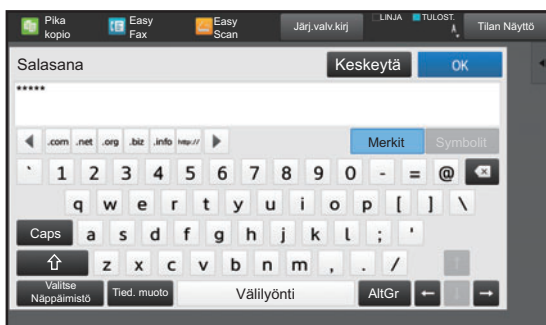 Pika kopio
Easy Fax
Easy Scan
Järj.valv.kirj
LINJA
TULOST.
Tilan Näyttö
Salasana
Keskeytä
OK
*****
.com .net .org .biz .info http://
Merkit
Symbolit
` 1 2 3 4 5 6 7 8 9 0 - = @
q w e r t y u i o p [ ] \
Caps a s d f g h j k l ; '
z x c v b n m , . /
Valitse Näppäimistö
Tied. muoto
Välilyönti
AltGr